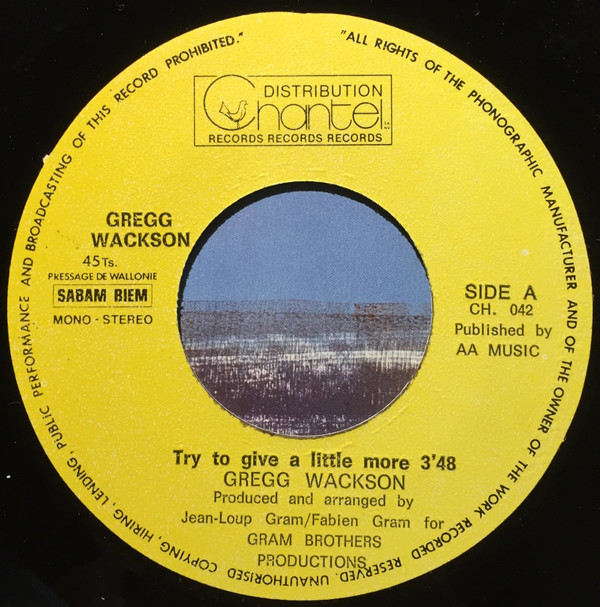 "ALL RIGHTS OF THE PHONOGRAPHIC MANUFACTURER AND OF THE OWNER OF THE WORK RECORDED RESERVED. UNAUTHORISED COPYING, HIRING, LENDING, PUBLIC PERFORMANCE AND BROADCASTING OF THIS RECORD PROHIBITED."
DISTRIBUTION
Chantel
RECORDS RECORDS RECORDS
GREGG
WACKSON
45Ts.
PRESSAGE DE WALLONIE
SABAM BIEM
MONO - STEREO
SIDE A
CH. 042
Published by
AA MUSIC
Try to give a little more 3'48
GREGG WACKSON
Produced and arranged by
Jean-Loup Gram/Fabien Gram for
GRAM BROTHERS
PRODUCTIONS